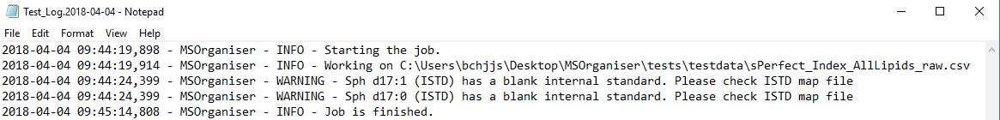 Test_Log.2018-04-04 - Notepad
File Edit Format View Help
2018-04-04 09:44:19,898 - MSOrganiser - INFO - Starting the job.
2018-04-04 09:44:19,914 - MSOrganiser - INFO - Working on C:\Users\bchjjs\Desktop\MSOrganiser\tests\testdata\sPerfect_Index_AllLipids_raw.csv
2018-04-04 09:44:24,399 - MSOrganiser - WARNING - Sph d17:1 (ISTD) has a blank internal standard. Please check ISTD map file
2018-04-04 09:44:24,399 - MSOrganiser - WARNING - Sph d17:0 (ISTD) has a blank internal standard. Please check ISTD map file
2018-04-04 09:45:14,808 - MSOrganiser - INFO - Job is finished.